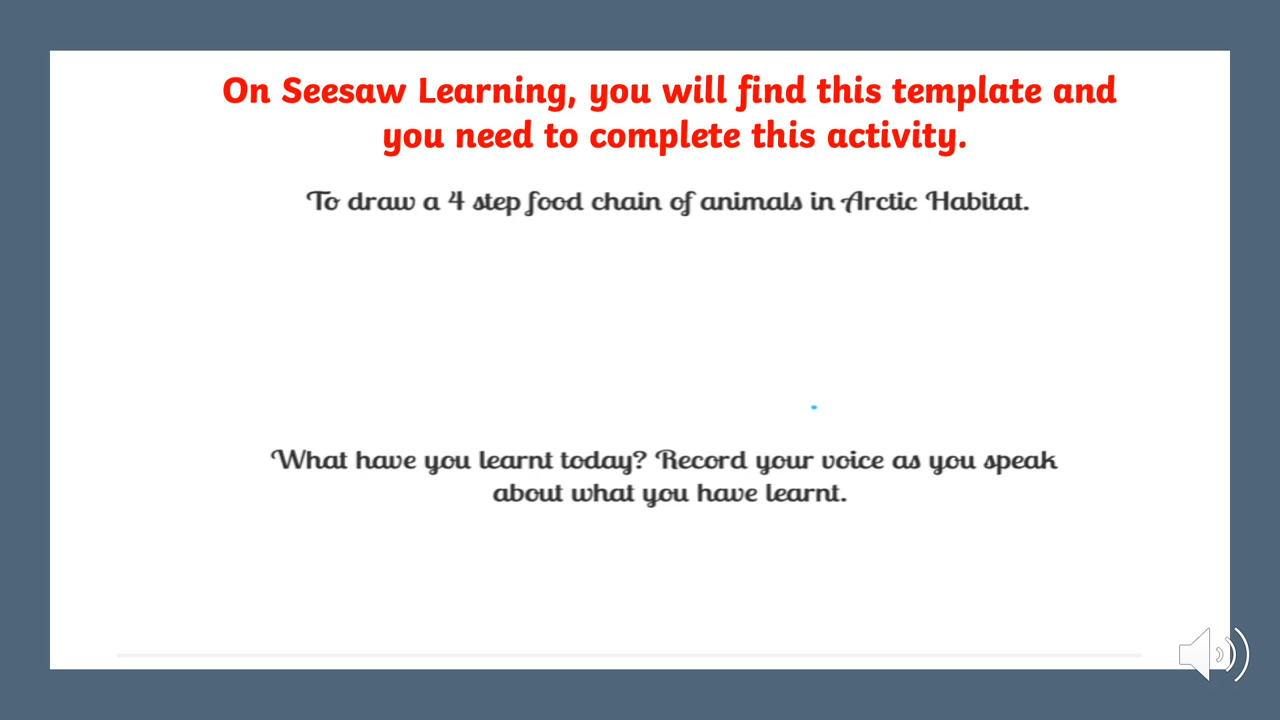 On Seesaw Learning, you will find this template and
you need to complete this activity.
To draw a 4 step food chain of animals in Arctic Habitat.
What have you learnt today? Record your voice as you speak
about what you have learnt.